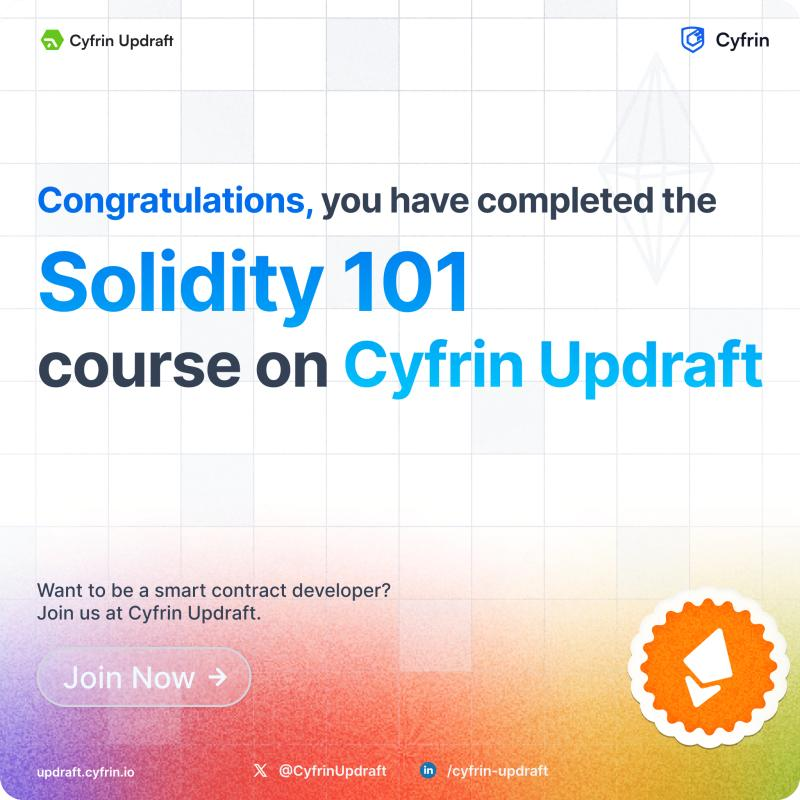 Cyfrin Updraft
Cyfrin
Congratulations, you have completed the
Solidity 101
course on Cyfrin Updraft
Want to be a smart contract developer?
Join us at Cyfrin Updraft.
Join Now →
updraft.cyfrin.io
@CyfrinUpdraft
in /cyfrin-updraft